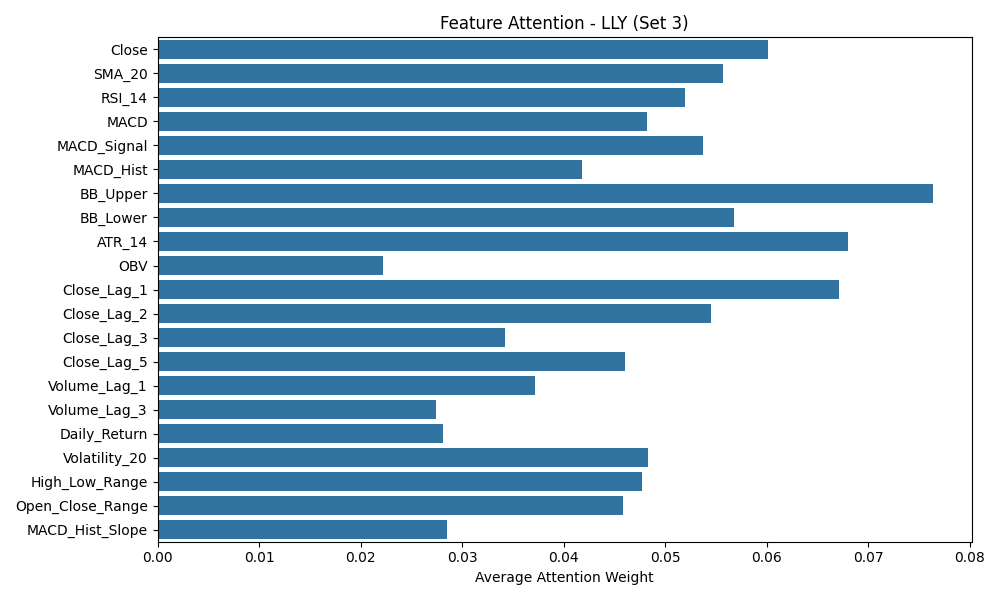 Feature Attention - LLY (Set 3)
Close
SMA_20
RSI_14
MACD
MACD_Signal
MACD_Hist
BB_Upper
BB_Lower
ATR_14
OBV
Close_Lag_1
Close_Lag_2
Close_Lag_3
Close_Lag_5
Volume_Lag_1
Volume_Lag_3
Daily_Return
Volatility_20
High_Low_Range
Open_Close_Range
MACD_Hist_Slope
0.00 0.01 0.02 0.03 0.04 0.05 0.06 0.07 0.08
Average Attention Weight